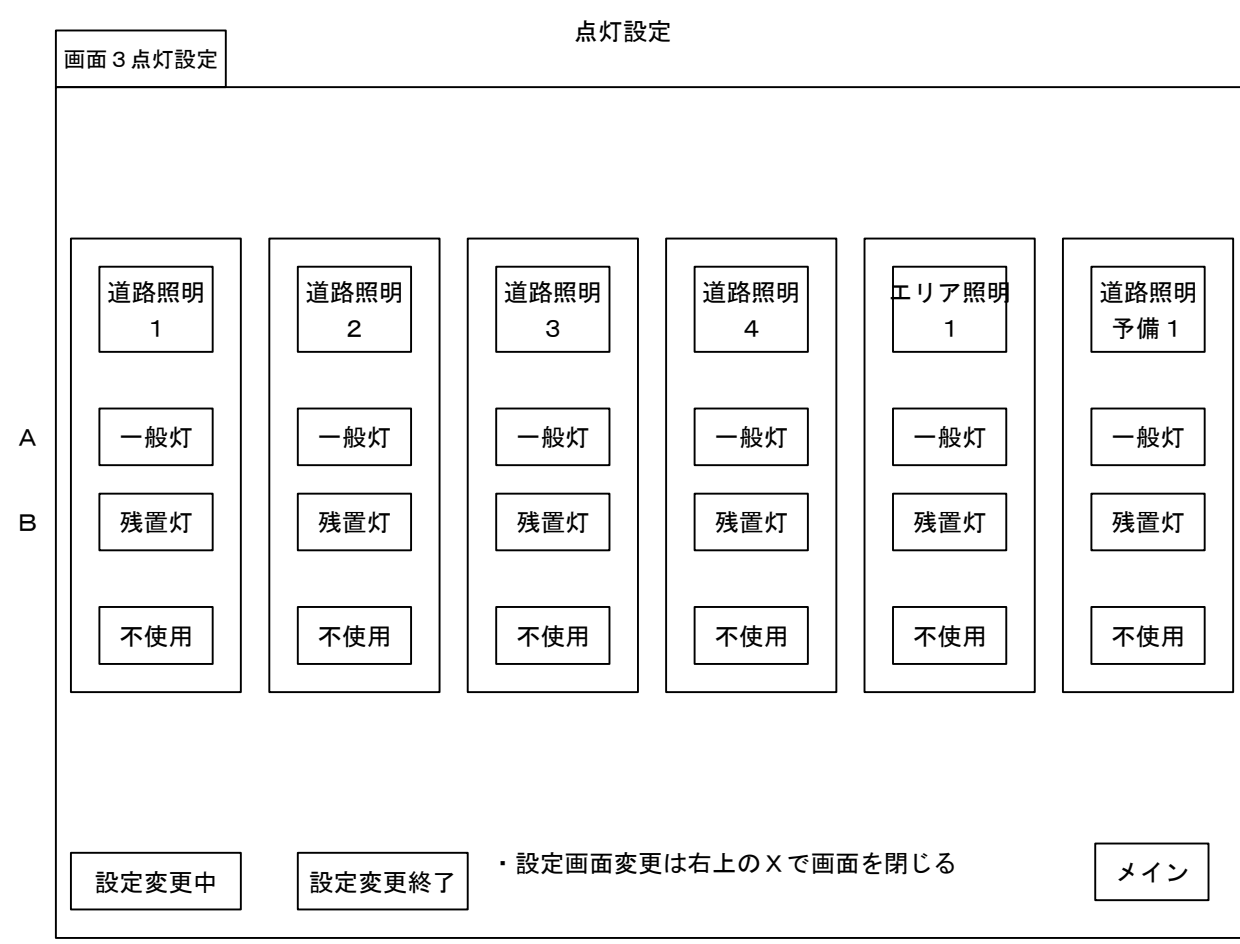 点灯設定
画面３点灯設定
道路照明
１
道路照明
２
道路照明
３
道路照明
４
エリア照明
１
道路照明
予備１
A
一般灯
一般灯
一般灯
一般灯
一般灯
一般灯
B
残置灯
残置灯
残置灯
残置灯
残置灯
残置灯
不使用
不使用
不使用
不使用
不使用
不使用
設定変更中
設定変更終了
・設定画面変更は右上のＸで画面を閉じる
メイン